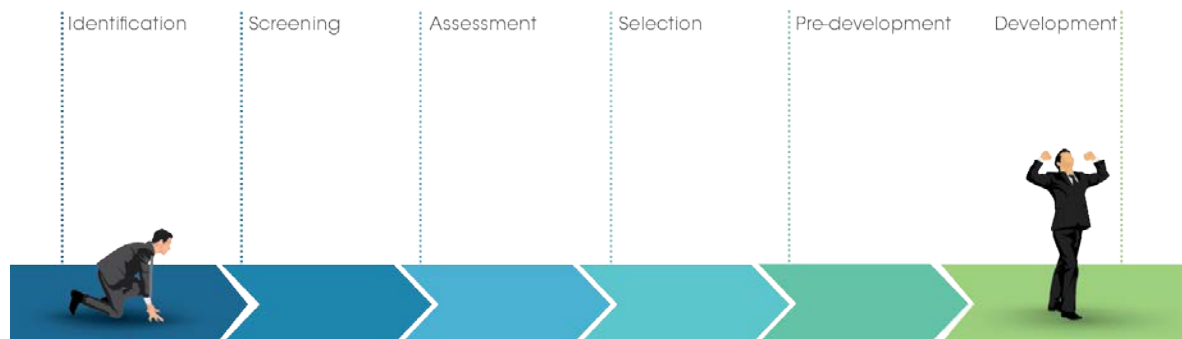 Identification
Screening
Assessment
Selection
Pre-development
Development